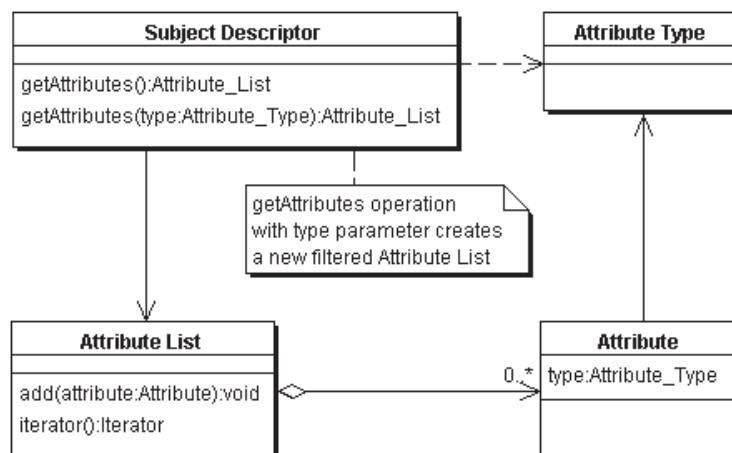 Subject Descriptor
getAttributes():Attribute_List
getAttributes(type:Attribute_Type):Attribute_List
Attribute Type
getAttributes operation
with type parameter creates
a new filtered Attribute List
Attribute List
add(attribute:Attribute):void
iterator():Iterator
0..*
Attribute
type:Attribute_Type